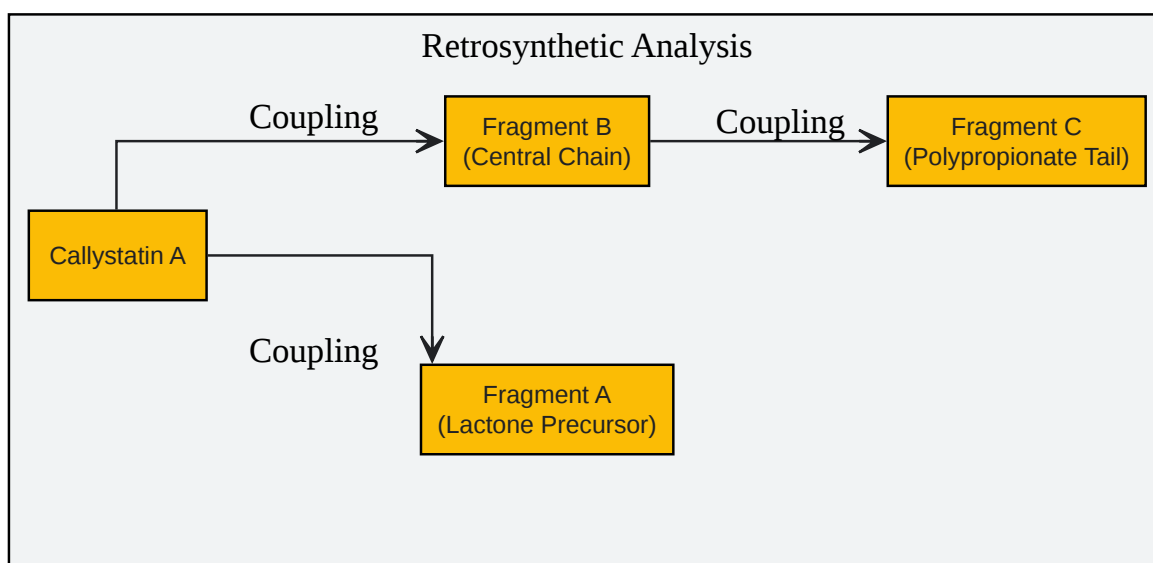 Retrosynthetic Analysis
Coupling
Fragment B
(Central Chain)
Coupling
Fragment C
(Polypropionate Tail)
Callystatin A
Coupling
Fragment A
(Lactone Precursor)